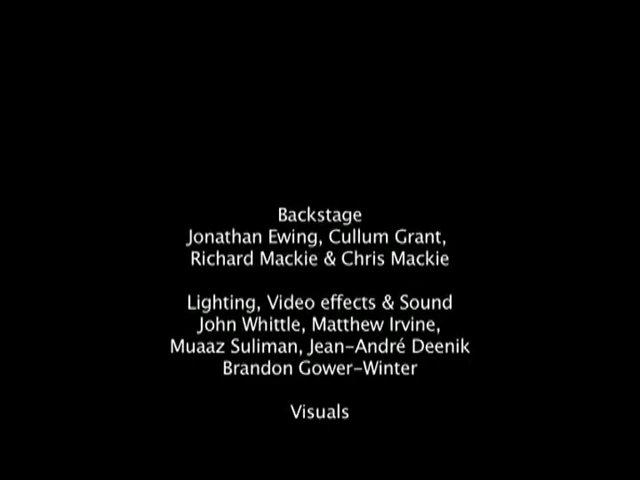 Backstage
Jonathan Ewing, Cullum Grant,
Richard Mackie & Chris Mackie
Lighting, Video effects & Sound
John Whittle, Matthew Irvine,
Muaaz Suliman, Jean-André Deenik
Brandon Gower-Winter
Visuals